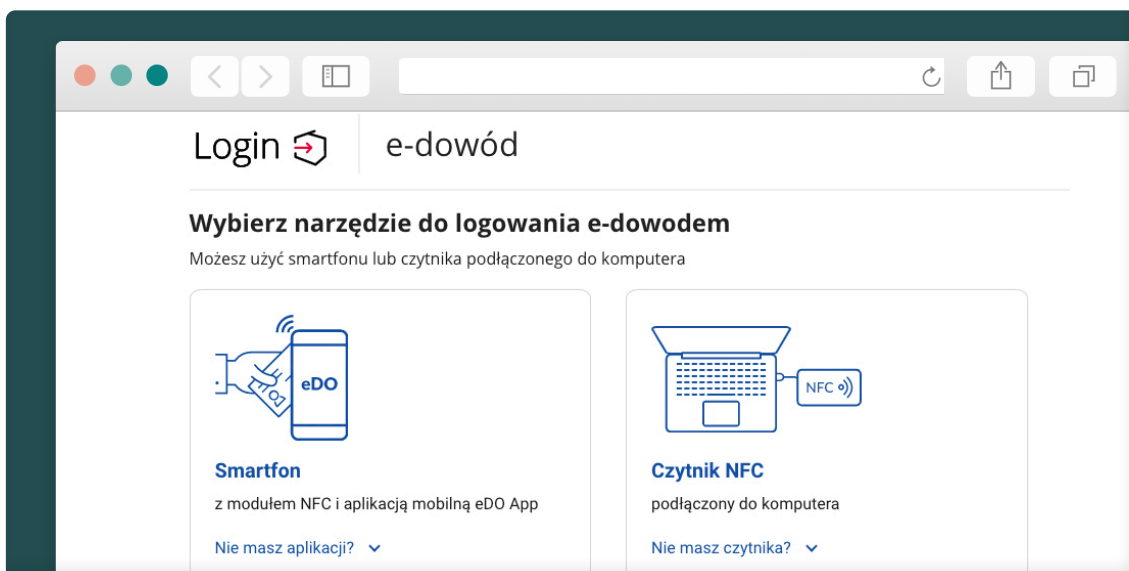 Login
e-dowód
Wybierz narzędzie do logowania e-dowodem
Możesz użyć smartfonu lub czytnika podłączonego do komputera
eDO
eDO
Smartfon
z modułem NFC i aplikacją mobilną eDO App
Nie masz aplikacji?
NFC
Czytnik NFC
podłączony do komputera
Nie masz czytnika?